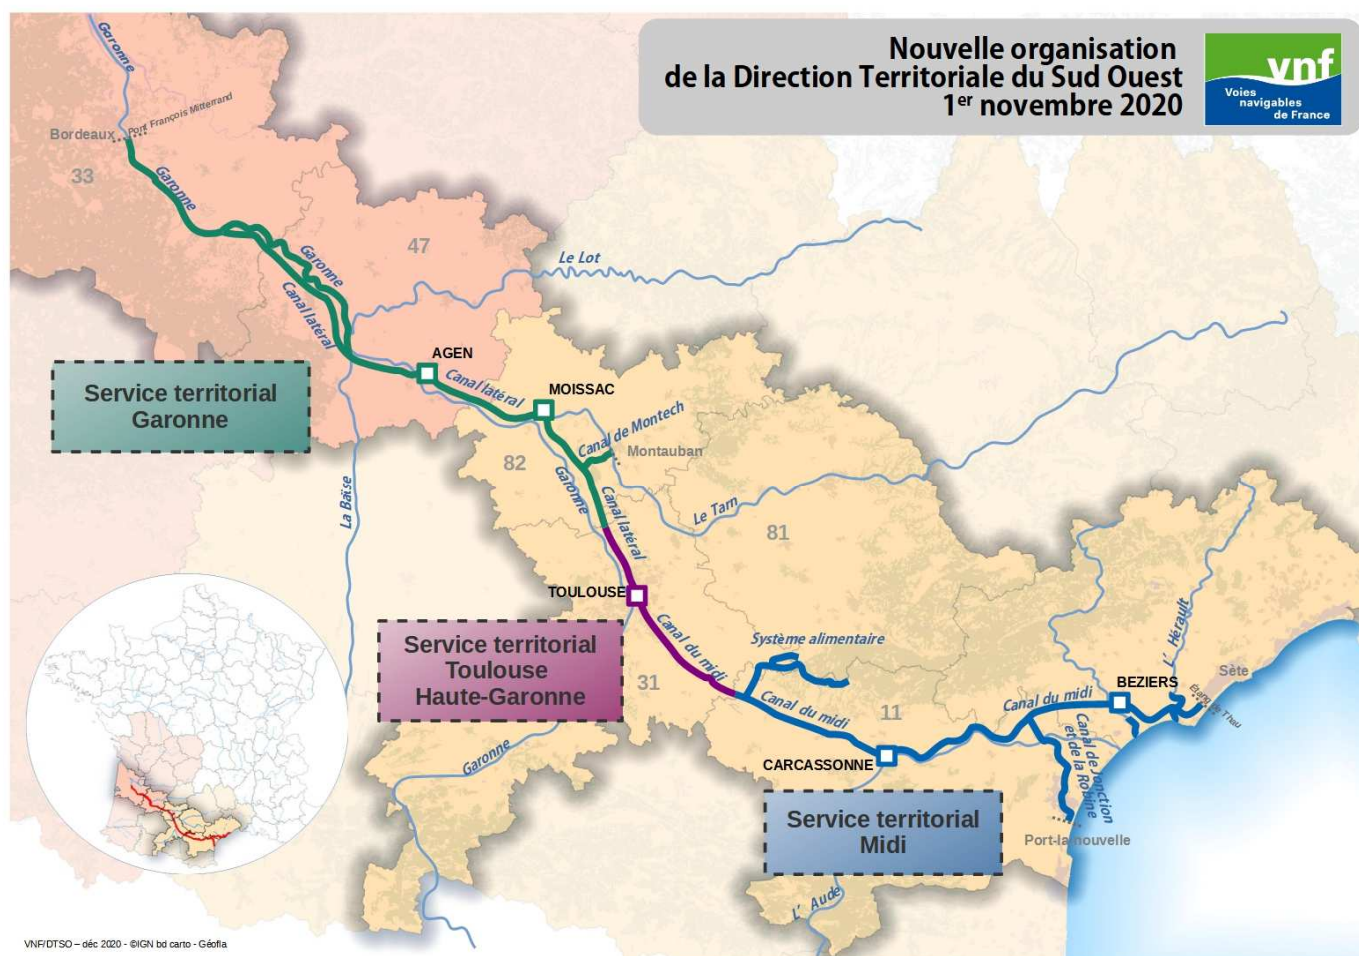 Nouvelle organisation
de la Direction Territoriale du Sud Ouest
1er novembre 2020
vnf
Voies
navigables
de France
Garonne
Pont François Mitterrand
Bordeaux
33
Garonne
47
Garonne
Le Lot
Canal latéral
AGEN
Service territorial
Garonne
Canal latéral
MOISSAC
Canal de Montech
Montauban
82
Garonne
La Baïse
Canal latéral
Le Tarn
81
TOULOUSE
Service territorial
Toulouse
Haute-Garonne
Canal du midi
Système alimentaire
31
L' Hérault
Sète
BEZIERS
Étang de Thau
Canal du midi
Canal du midi
11
Garonne
CARCASSONNE
Canal de Jonction
et de la Robine
Service territorial
Midi
Port-la-nouvelle
L' Aude
VNF/DTSO – déc 2020 - ©IGN bd carto - Géofla